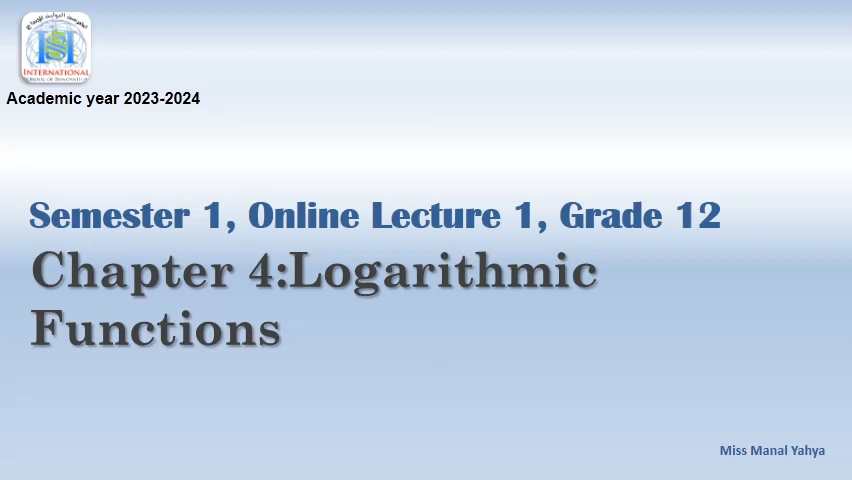 INTERNATIONAL
Academic year 2023-2024
Semester 1, Online Lecture 1, Grade 12
Chapter 4:Logarithmic
Functions
Miss Manal Yahya